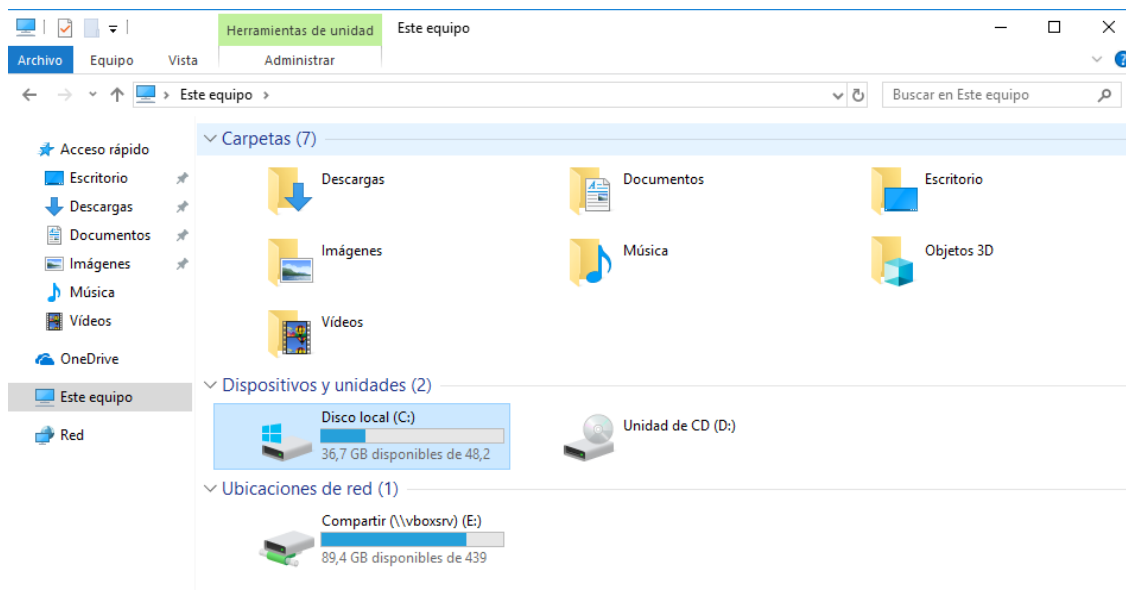 Herramientas de unidad
Este equipo
Archivo
Equipo
Vista
Administrar
Este equipo
Buscar en Este equipo
Acceso rápido
Escritorio
Descargas
Documentos
Imágenes
Música
Vídeos
OneDrive
Este equipo
Red
Carpetas (7)
Descargas
Documentos
Escritorio
Imágenes
Música
Objetos 3D
Vídeos
Dispositivos y unidades (2)
Disco local (C:)
36,7 GB disponibles de 48,2
Unidad de CD (D:)
Ubicaciones de red (1)
Compartir (\\vboxsrv) (E:)
89,4 GB disponibles de 439